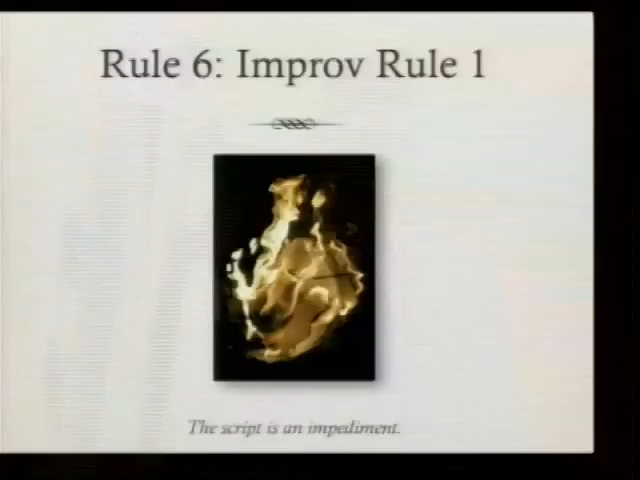 Rule 6: Improv Rule 1
The script is an impediment.